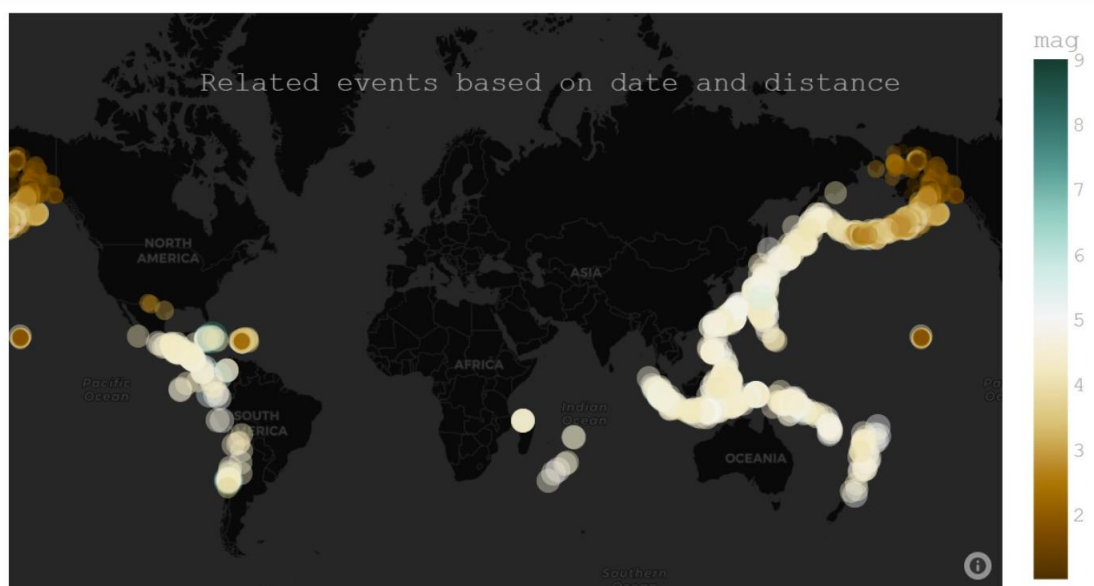 Related events based on date and distance
mag
9
8
7
6
5
4
3
2
NORTH
AMERICA
ASIA
AFRICA
Pacific
Ocean
Indian
Ocean
SOUTH
ERICA
OCEANIA
Southern